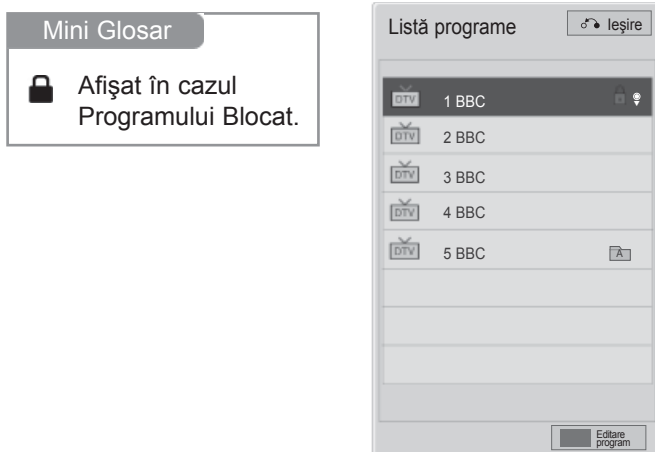 Mini Glosar
Afişat în cazul
Programului Blocat.
Listă programe
Ieşire
DTV 1 BBC
DTV 2 BBC
DTV 3 BBC
DTV 4 BBC
DTV 5 BBC A
Editare
program